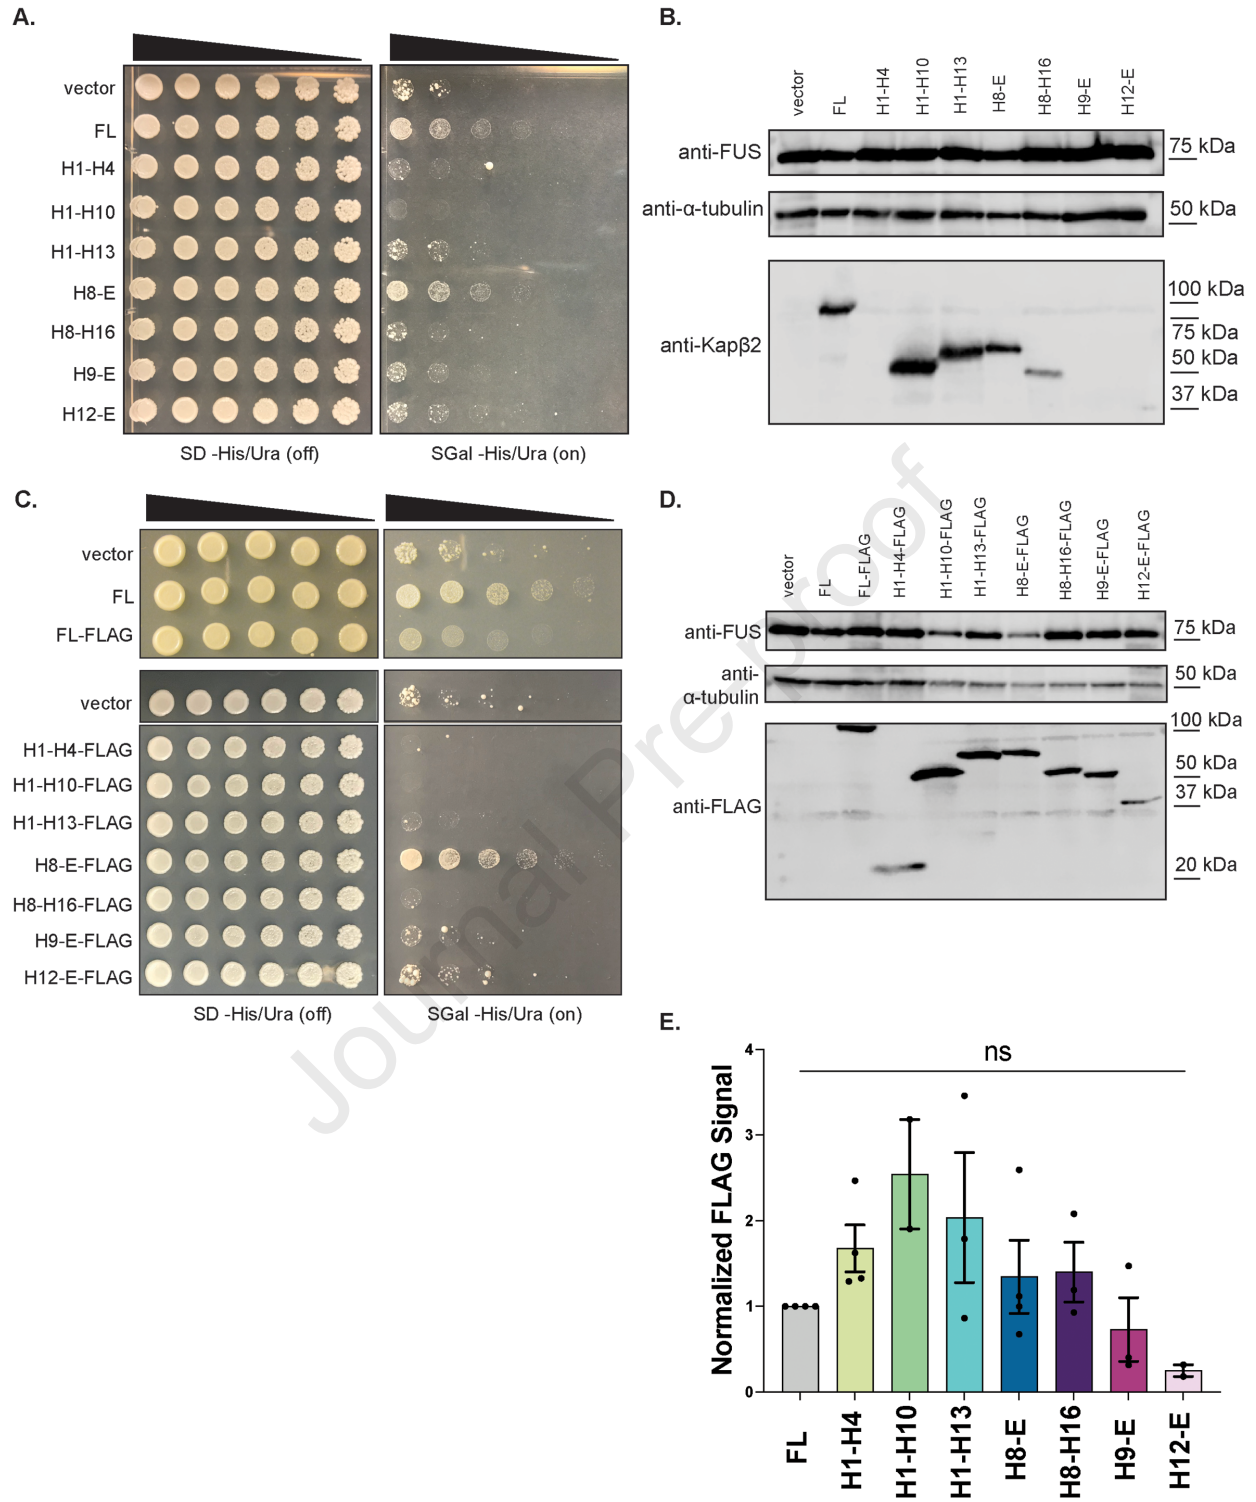 A.
vector
FL
H1-H4
H1-H10
H1-H13
H8-E
H8-H16
H9-E
H12-E
SD -His/Ura (off)
SGal -His/Ura (on)
B.
vector
FL
H1-H4
H1-H10
H1-H13
H8-E
H8-H16
H9-E
H12-E
anti-FUS
75 kDa
anti-α-tubulin
50 kDa
anti-Kapβ2
100 kDa
75 kDa
50 kDa
37 kDa
C.
vector
FL
FL-FLAG
vector
H1-H4-FLAG
H1-H10-FLAG
H1-H13-FLAG
H8-E-FLAG
H8-H16-FLAG
H9-E-FLAG
H12-E-FLAG
SD -His/Ura (off)
SGal -His/Ura (on)
D.
vector
FL
FL-FLAG
H1-H4-FLAG
H1-H10-FLAG
H1-H13-FLAG
H8-E-FLAG
H8-H16-FLAG
H9-E-FLAG
H12-E-FLAG
anti-FUS
75 kDa
anti-
α-tubulin
50 kDa
anti-FLAG
100 kDa
50 kDa
37 kDa
20 kDa
E.
Normalized FLAG Signal
4
3
2
1
0
ns
FL
H1-H4
H1-H10
H1-H13
H8-E
H8-H16
H9-E
H12-E
Journal Pre-proof